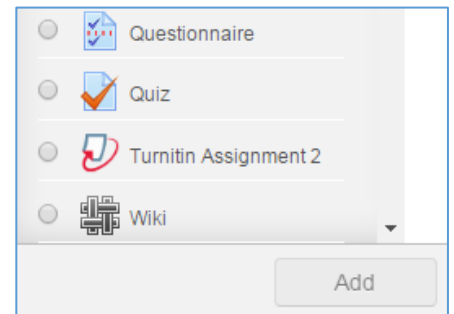 Questionnaire
Quiz
Turnitin Assignment 2
Wiki
Add